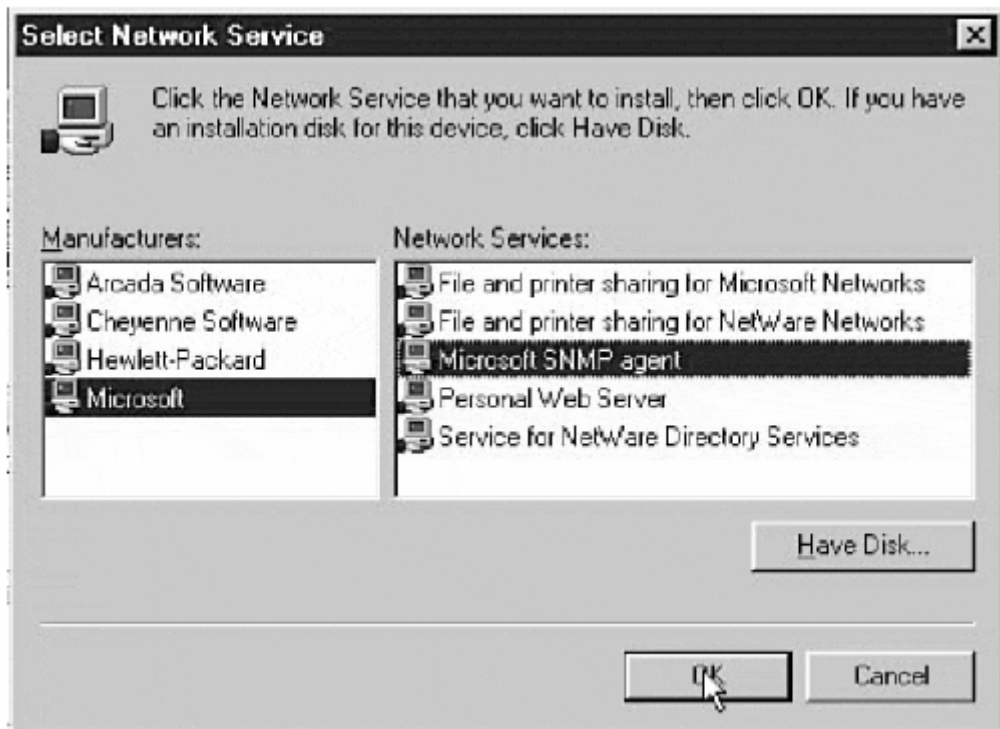 Select Network Service
Click the Network Service that you want to install, then click OK. If you have
an installation disk for this device, click Have Disk.
Manufacturers:
Arcada Software
Cheyenne Software
Hewlett-Packard
Microsoft
Network Services:
File and printer sharing for Microsoft Networks
File and printer sharing for NetWare Networks
Microsoft SNMP agent
Personal Web Server
Service for NetWare Directory Services
Have Disk...
OK
Cancel